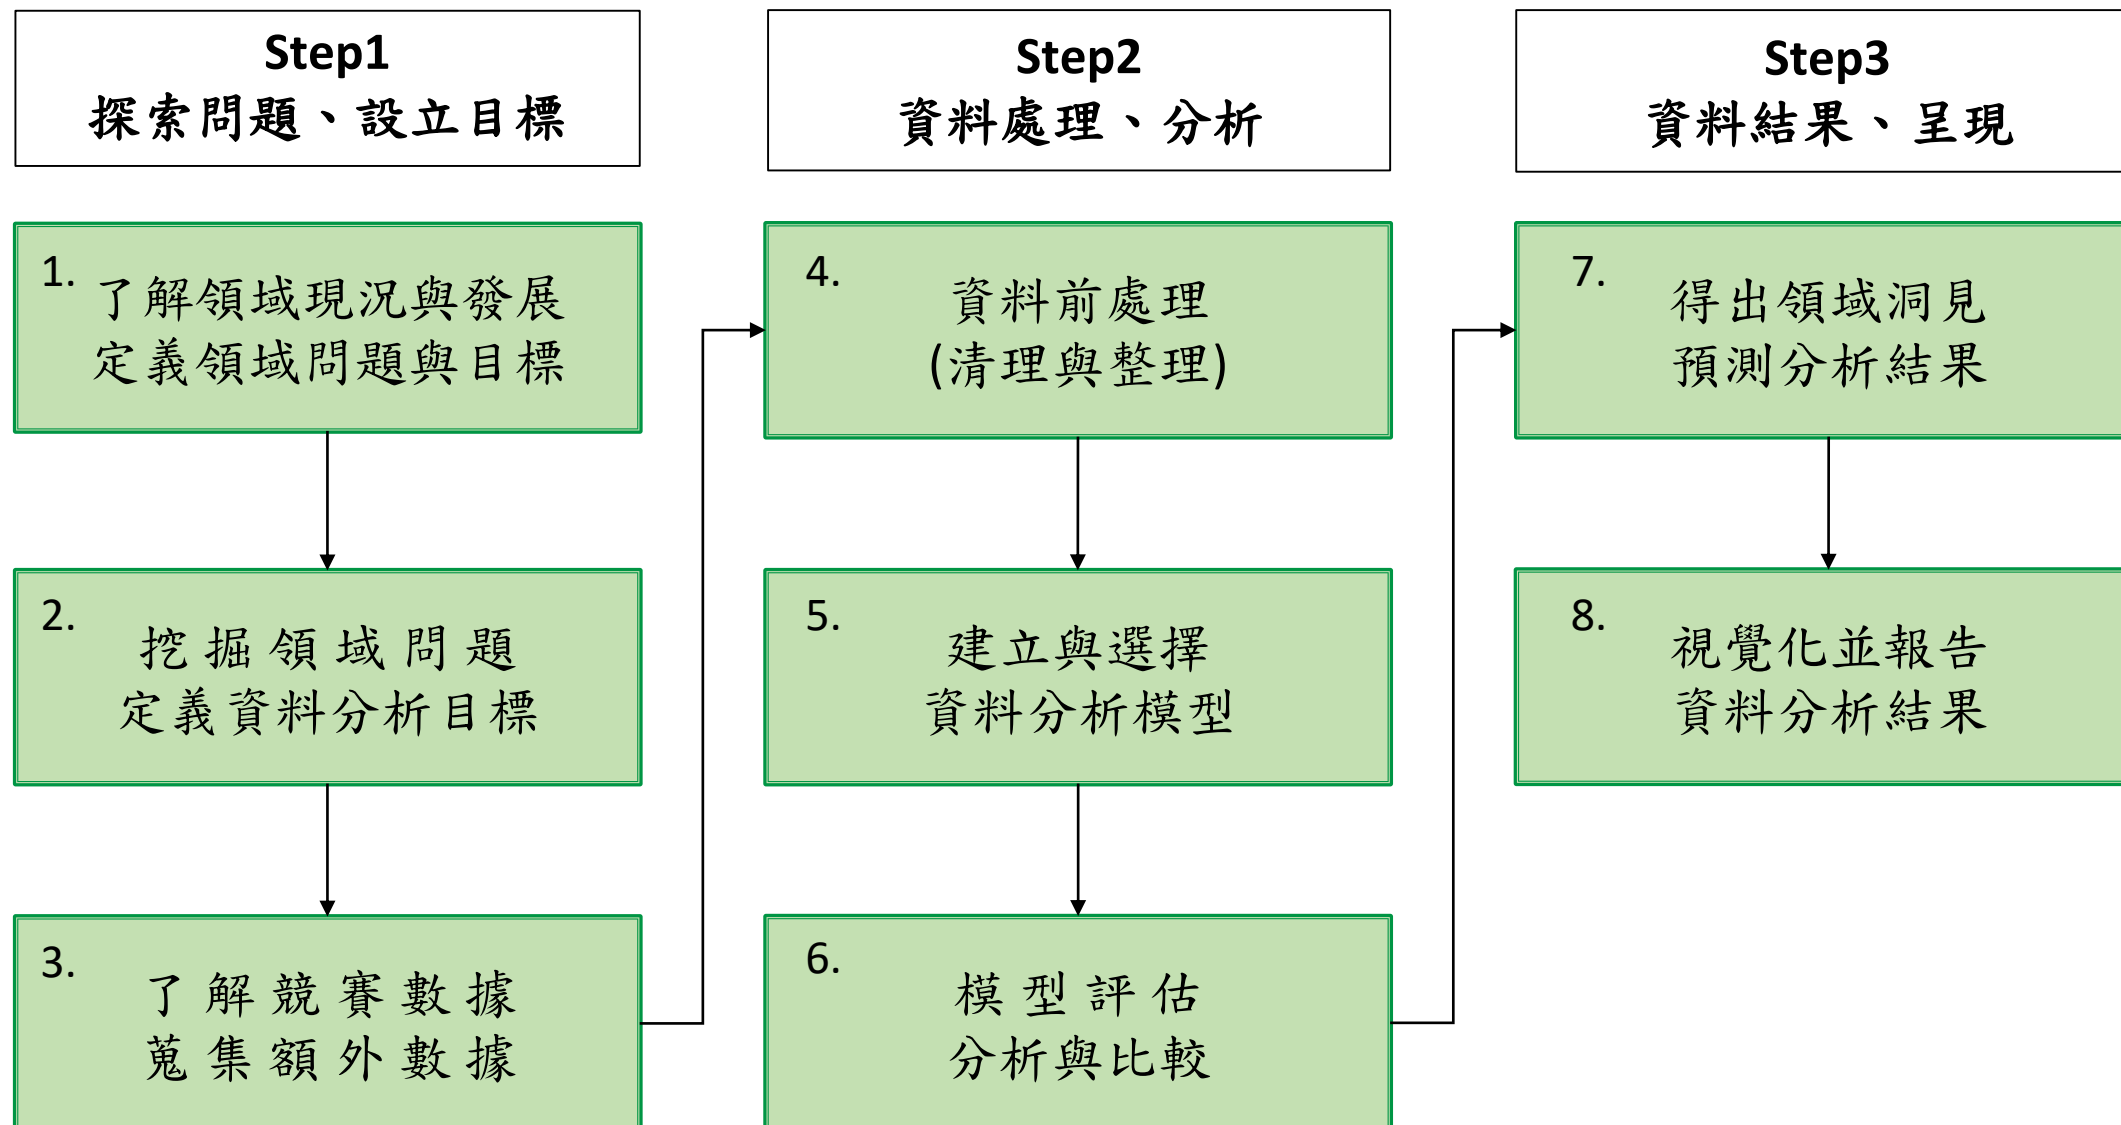 Step1
探索問題、設立目標
1.
了解領域現況與發展
定義領域問題與目標
2.
挖掘領域問題
定義資料分析目標
3.
了解競賽數據
蒐集額外數據
Step2
資料處理、分析
4.
資料前處理
(清理與整理)
5.
建立與選擇
資料分析模型
6.
模型評估
分析與比較
Step3
資料結果、呈現
7.
得出領域洞見
預測分析結果
8.
視覺化並報告
資料分析結果